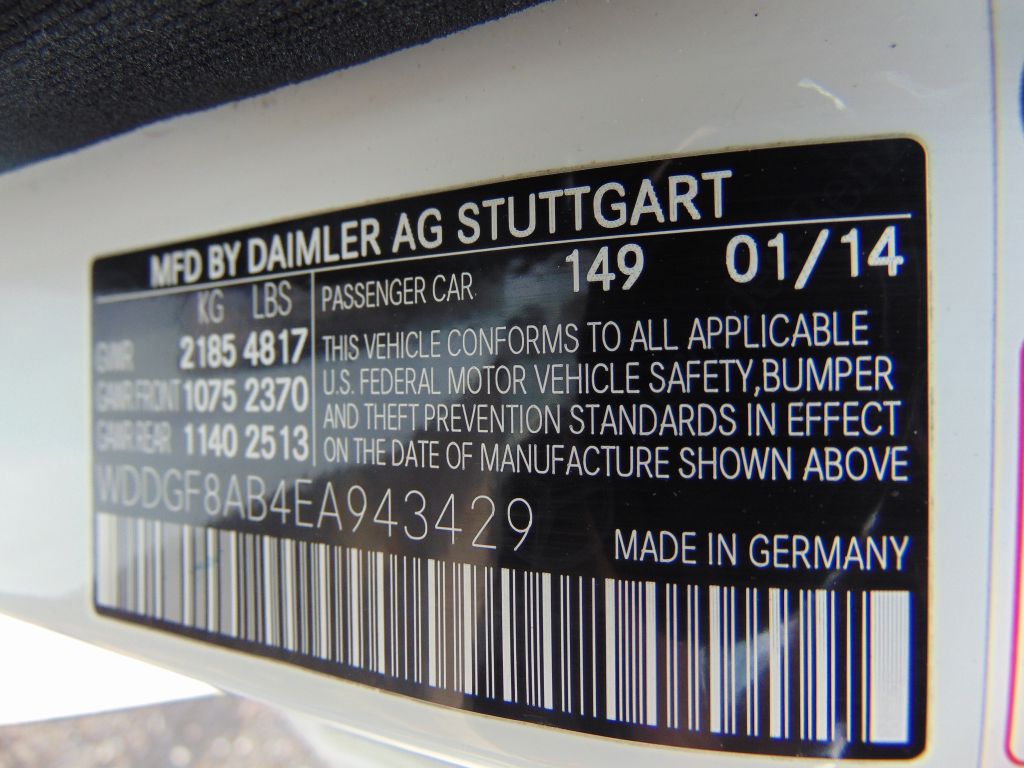 MFD BY DAIMLER AG STUTTGART
KG LBS
GWR 2185 4817
GAWR FRONT 1075 2370
GAWR REAR 1140 2513
PASSENGER CAR 149 01/14
THIS VEHICLE CONFORMS TO ALL APPLICABLE
U.S. FEDERAL MOTOR VEHICLE SAFETY, BUMPER
AND THEFT PREVENTION STANDARDS IN EFFECT
ON THE DATE OF MANUFACTURE SHOWN ABOVE
WDDGF8AB4EA943429
MADE IN GERMANY